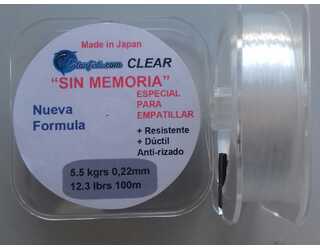 Made in Japan
.com CLEAR
"SIN MEMORIA"
Nueva
Formula
ESPECIAL
PARA
EMPATILLAR
+ Resistente
+ Dúctil
Anti-rizado
5.5 kgrs 0,22mm
12.3 lbrs 100m